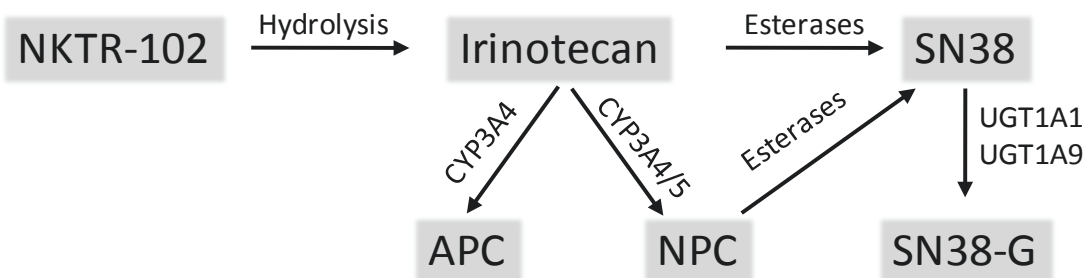 Hydrolysis
Esterases
NKTR-102
Irinotecan
SN38
CYP3A4
CYP3A4/5
Esterases
UGT1A1
UGT1A9
APC
NPC
SN38-G